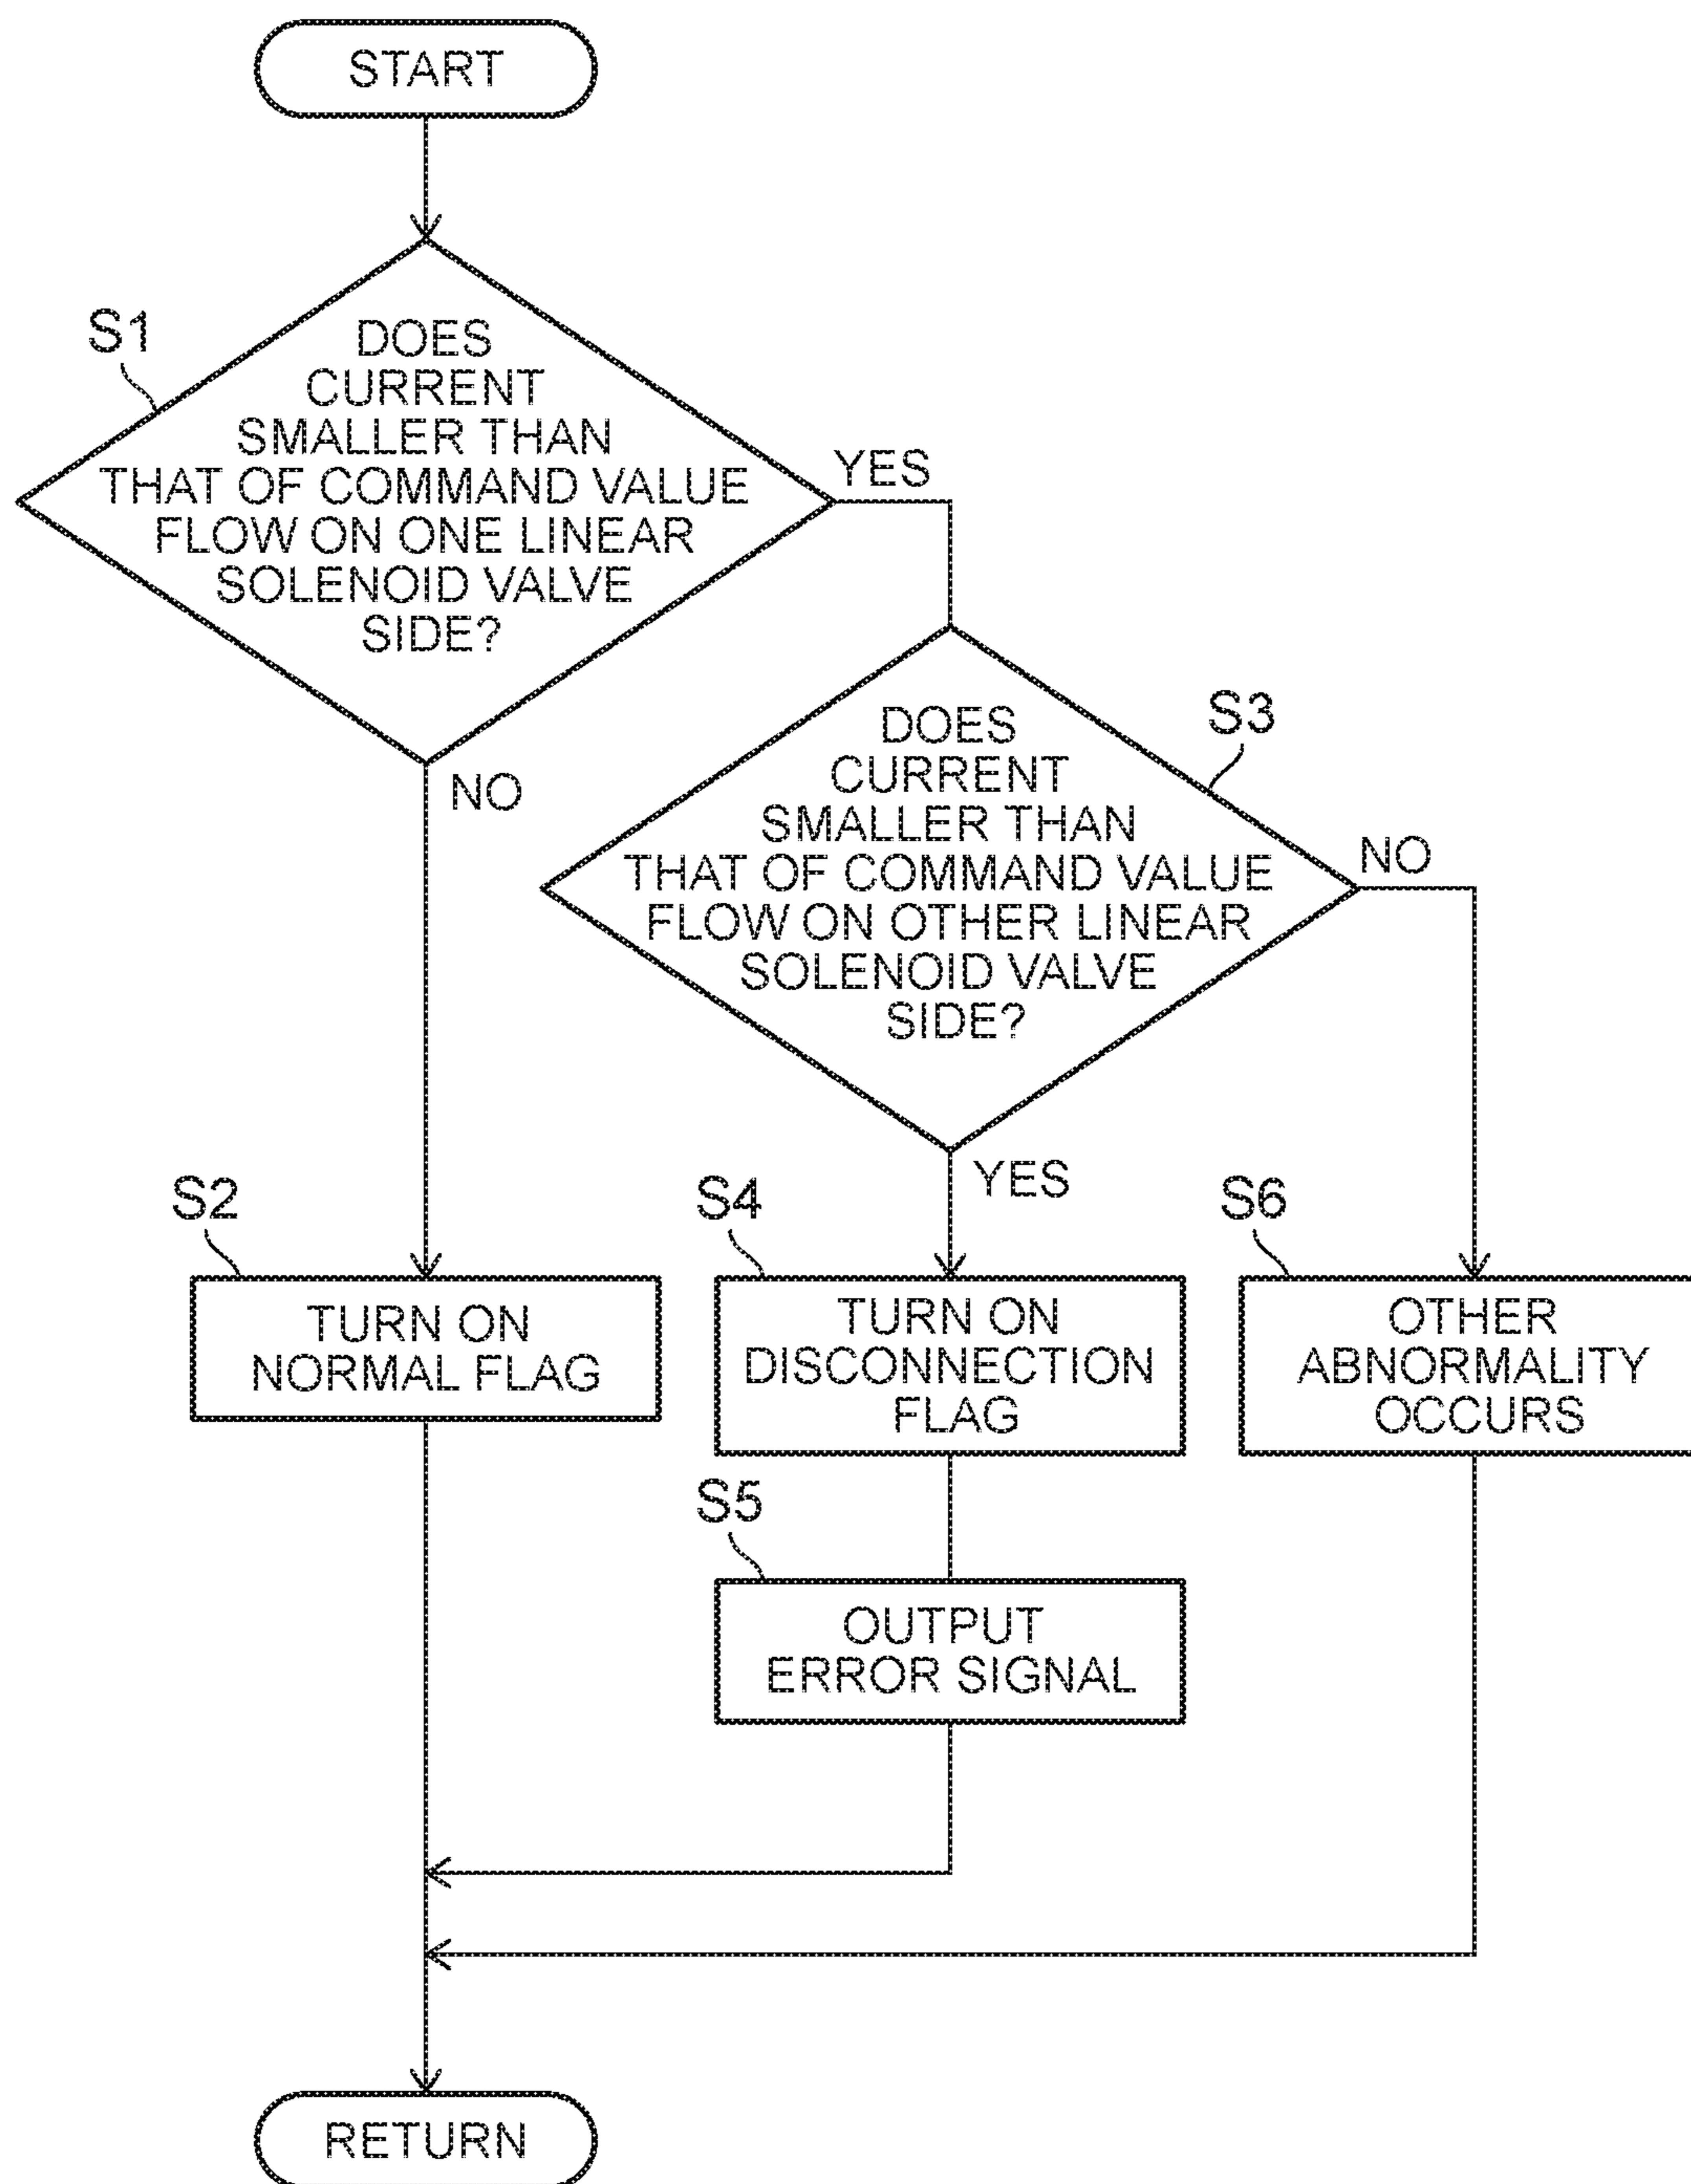 START
S1
DOES
CURRENT
SMALLER THAN
THAT OF COMMAND VALUE
FLOW ON ONE LINEAR
SOLENOID VALVE
SIDE?
YES
NO
S3
DOES
CURRENT
SMALLER THAN
THAT OF COMMAND VALUE
FLOW ON OTHER LINEAR
SOLENOID VALVE
SIDE?
NO
YES
S2
TURN ON
NORMAL FLAG
S4
TURN ON
DISCONNECTION
FLAG
S6
OTHER
ABNORMALITY
OCCURS
S5
OUTPUT
ERROR SIGNAL
RETURN